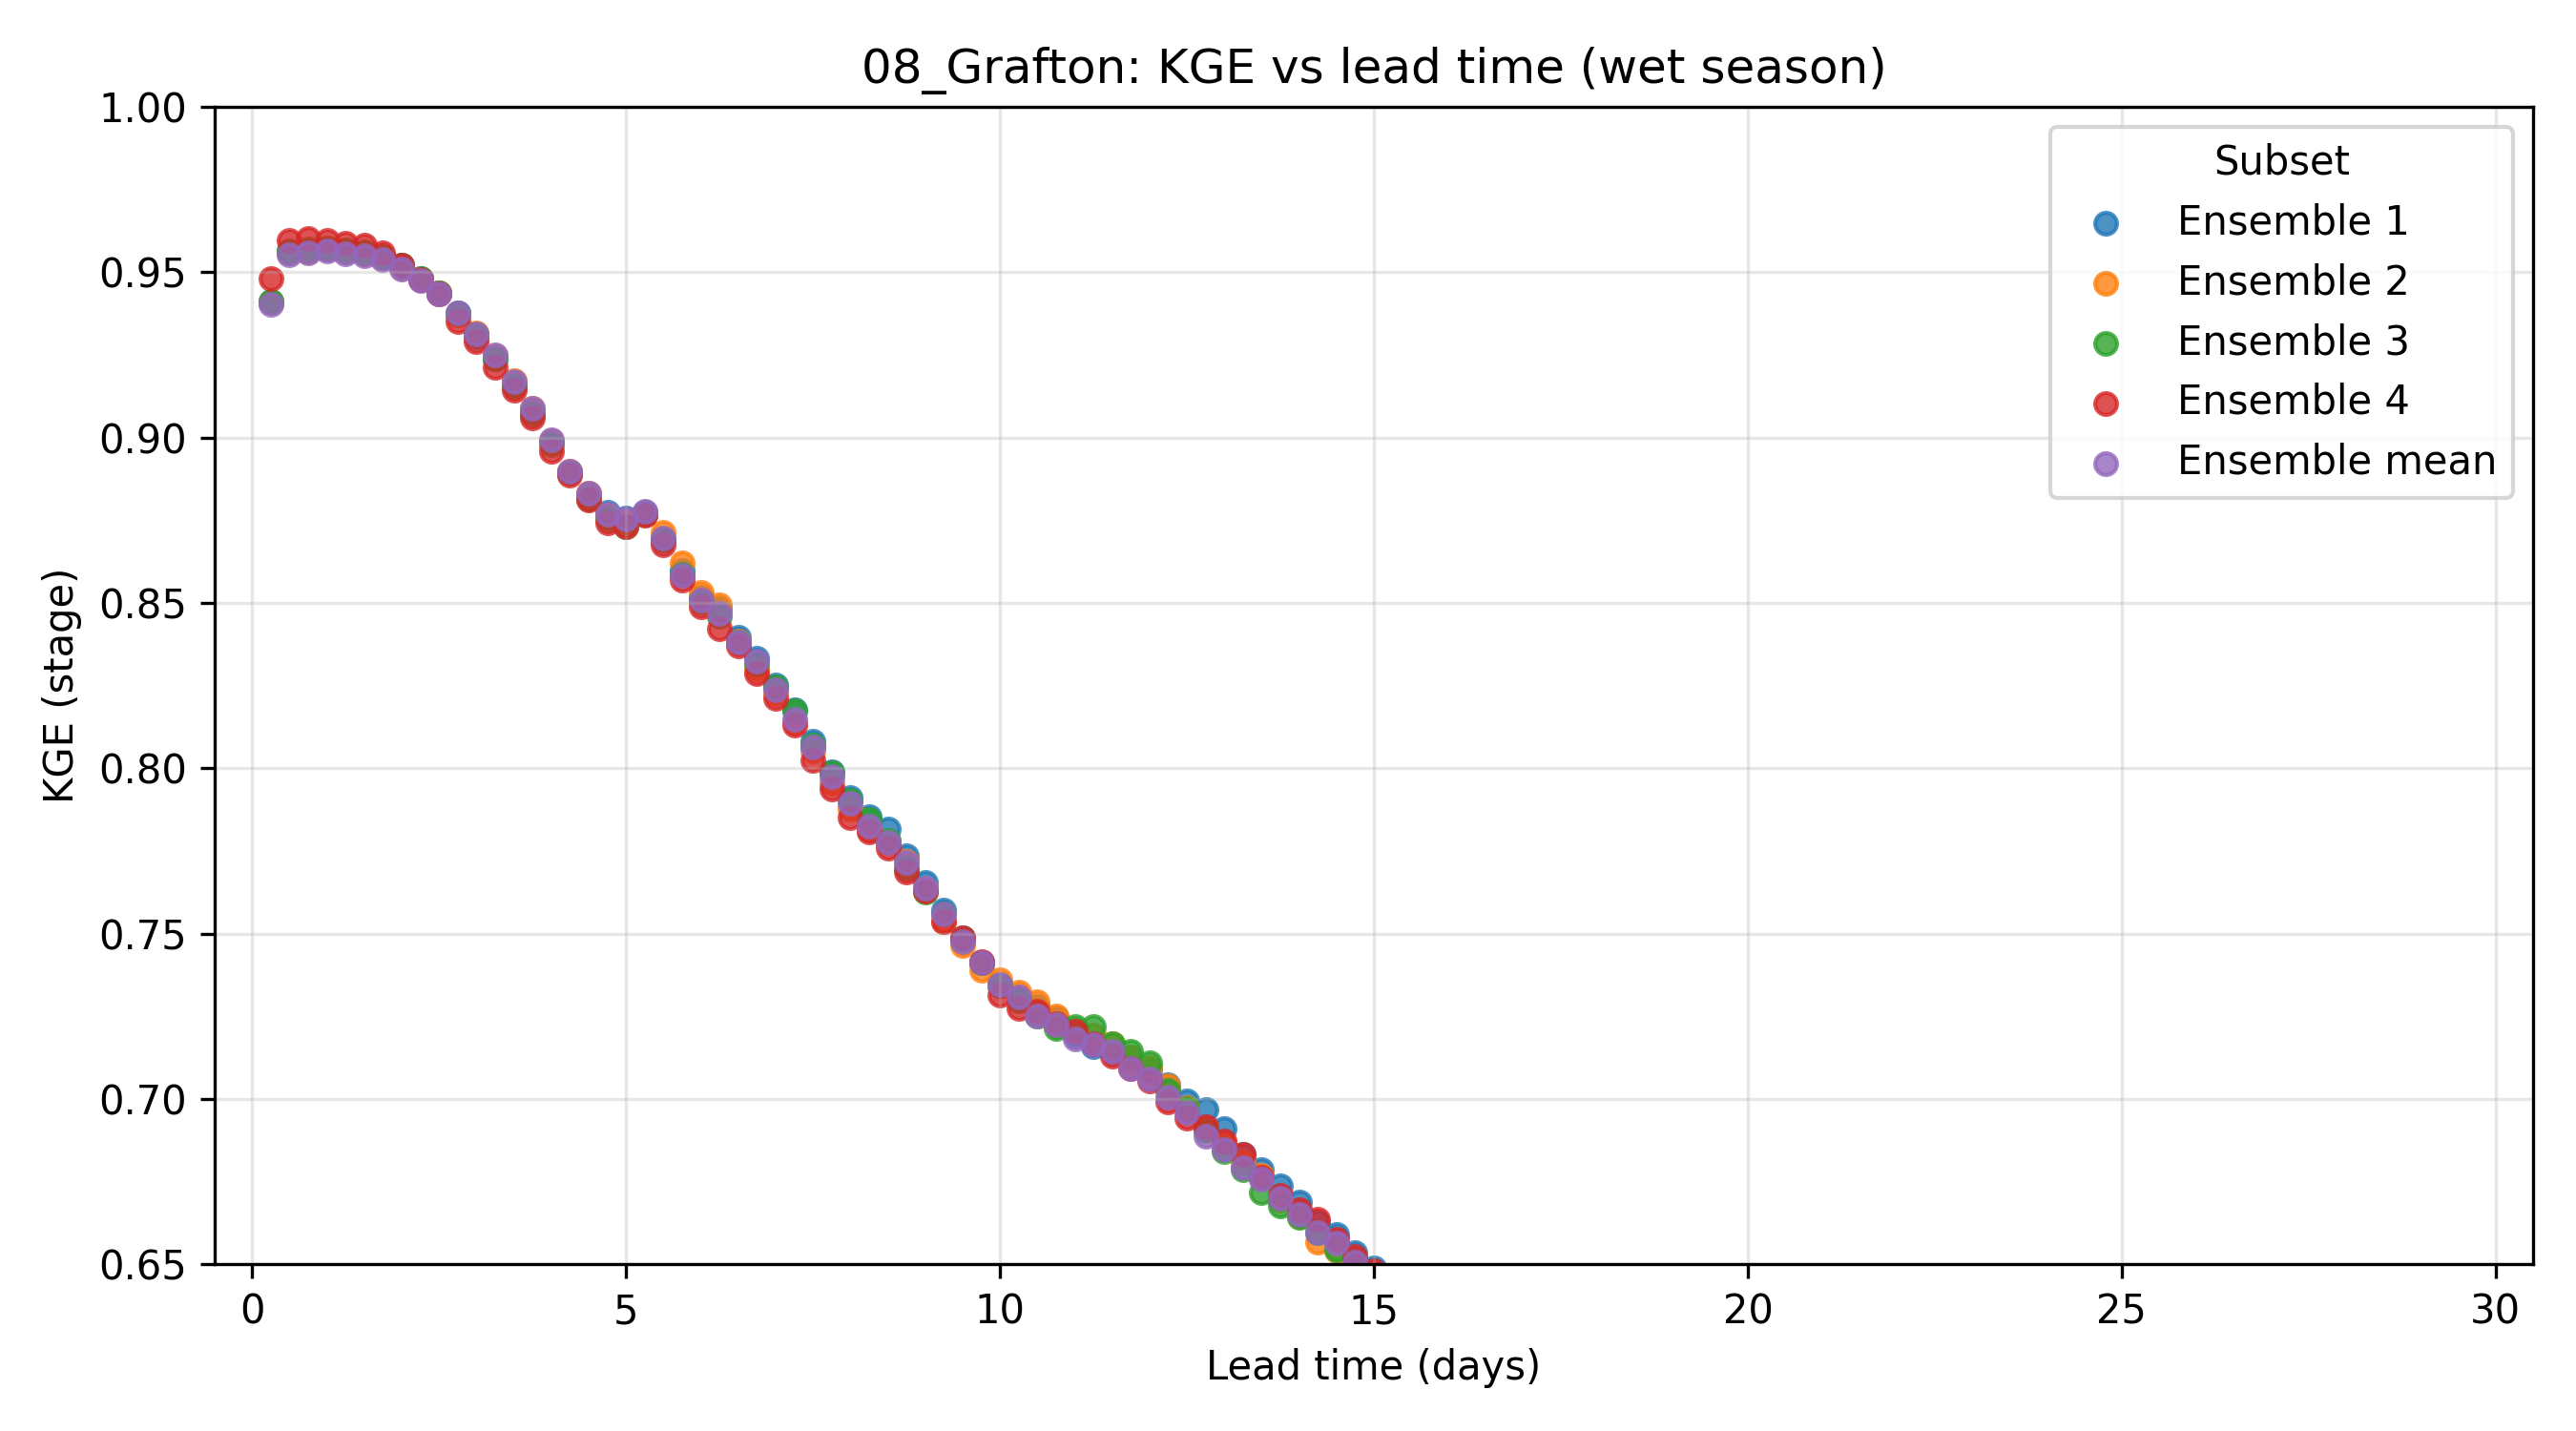 08_Grafton: KGE vs lead time (wet season)
1.00
0.95
0.90
0.85
0.80
0.75
0.70
0.65
KGE (stage)
Subset
Ensemble 1
Ensemble 2
Ensemble 3
Ensemble 4
Ensemble mean
0 5 10 15 20 25 30
Lead time (days)